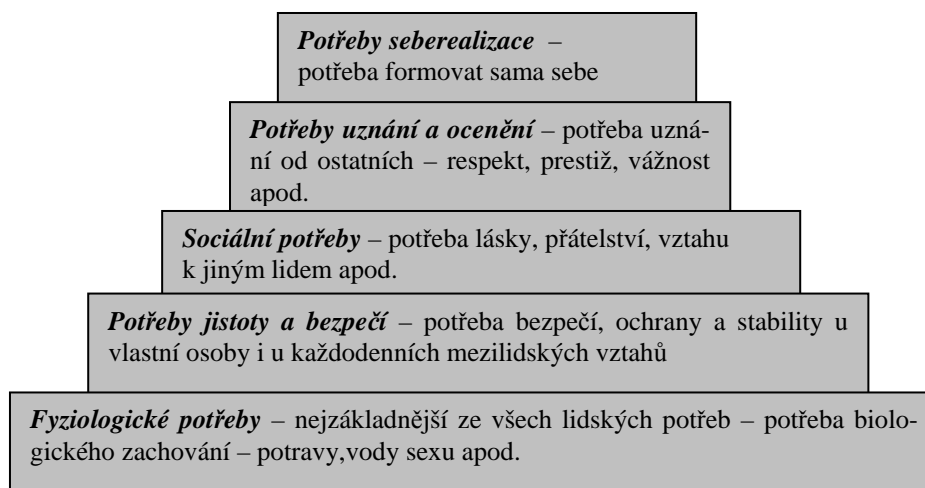 Potřeby seberealizace –
potřeba formovat sama sebe
Potřeby uznání a ocenění – potřeba uzná-
ní od ostatních – respekt, prestiž, vážnost
apod.
Sociální potřeby – potřeba lásky, přátelství, vztahu
k jiným lidem apod.
Potřeby jistoty a bezpečí – potřeba bezpečí, ochrany a stability u
vlastní osoby i u každodenních mezilidských vztahů
Fyziologické potřeby – nejzákladnější ze všech lidských potřeb – potřeba biolo-
gického zachování – potravy,vody sexu apod.